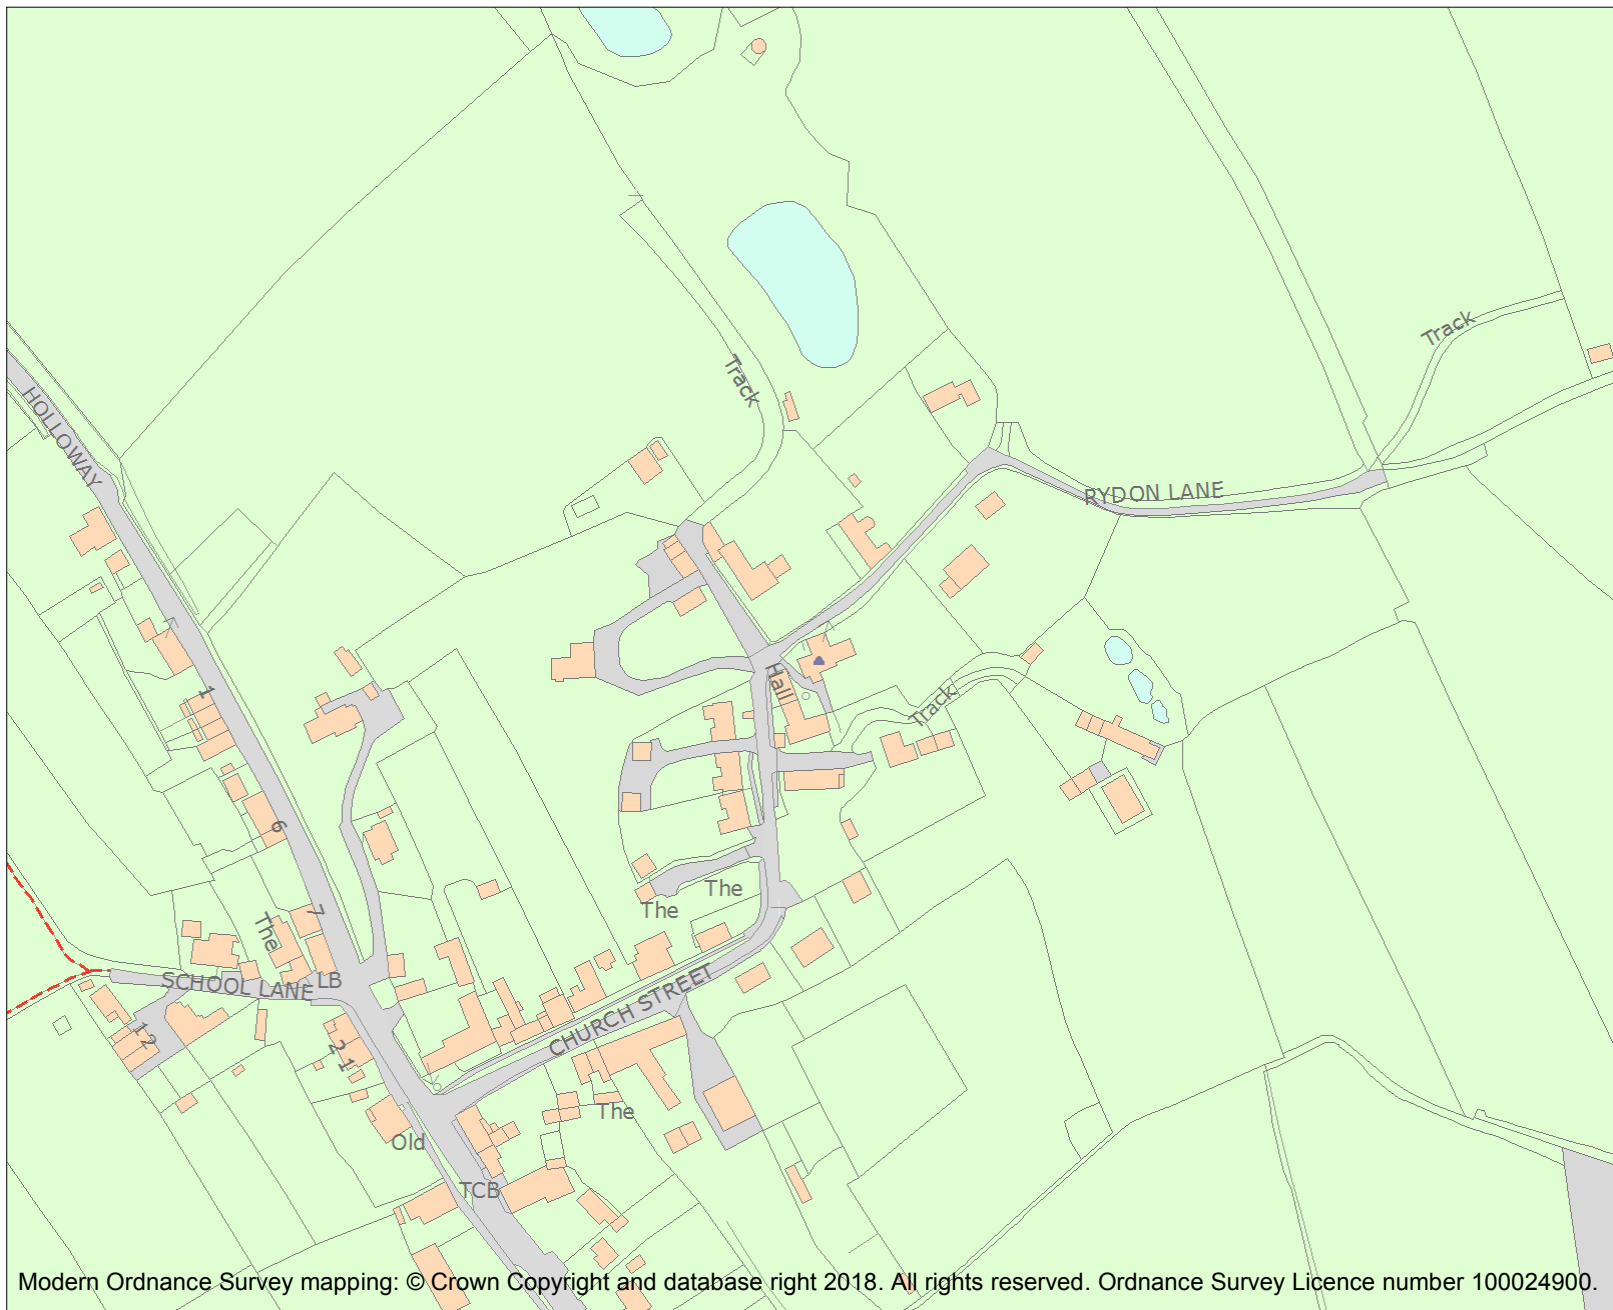 Track
Track
HOLLOWAY
RYDON LANE
1
Hall
Track
6
The
The
7
The
LB
SCHOOL LANE
CHURCH STREET
1
2
2
1
The
Old
TCB
Modern Ordnance Survey mapping: © Crown Copyright and database right 2018. All rights reserved. Ordnance Survey Licence number 100024900.